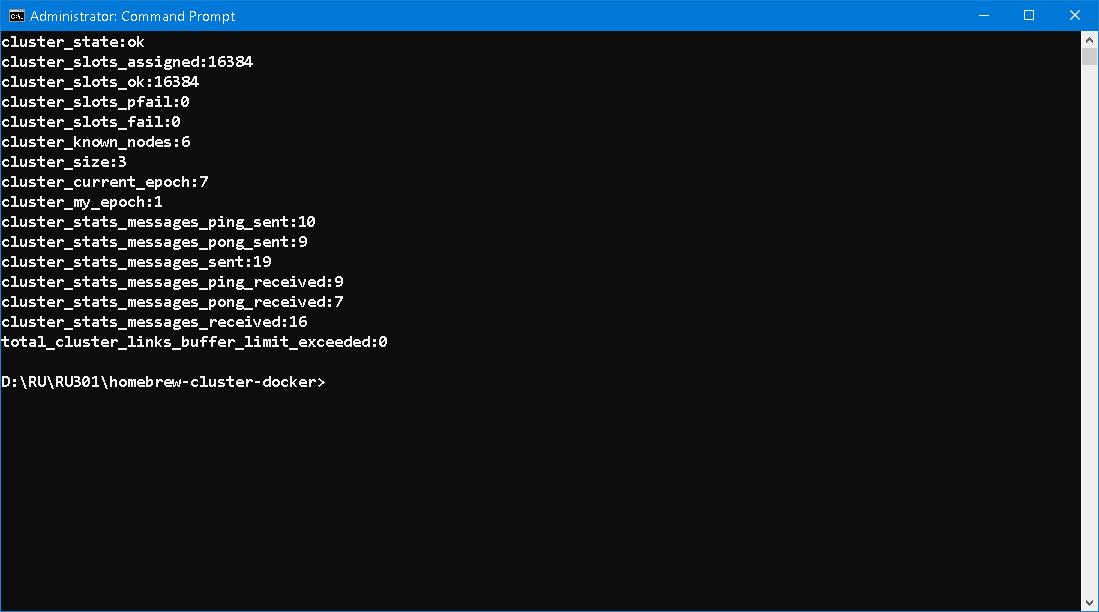 Administrator: Command Prompt
cluster_state:ok
cluster_slots_assigned:16384
cluster_slots_ok:16384
cluster_slots_pfail:0
cluster_slots_fail:0
cluster_known_nodes:6
cluster_size:3
cluster_current_epoch:7
cluster_my_epoch:1
cluster_stats_messages_ping_sent:10
cluster_stats_messages_pong_sent:9
cluster_stats_messages_sent:19
cluster_stats_messages_ping_received:9
cluster_stats_messages_pong_received:7
cluster_stats_messages_received:16
total_cluster_links_buffer_limit_exceeded:0
D:\RU\RU301\homebrew-cluster-docker>